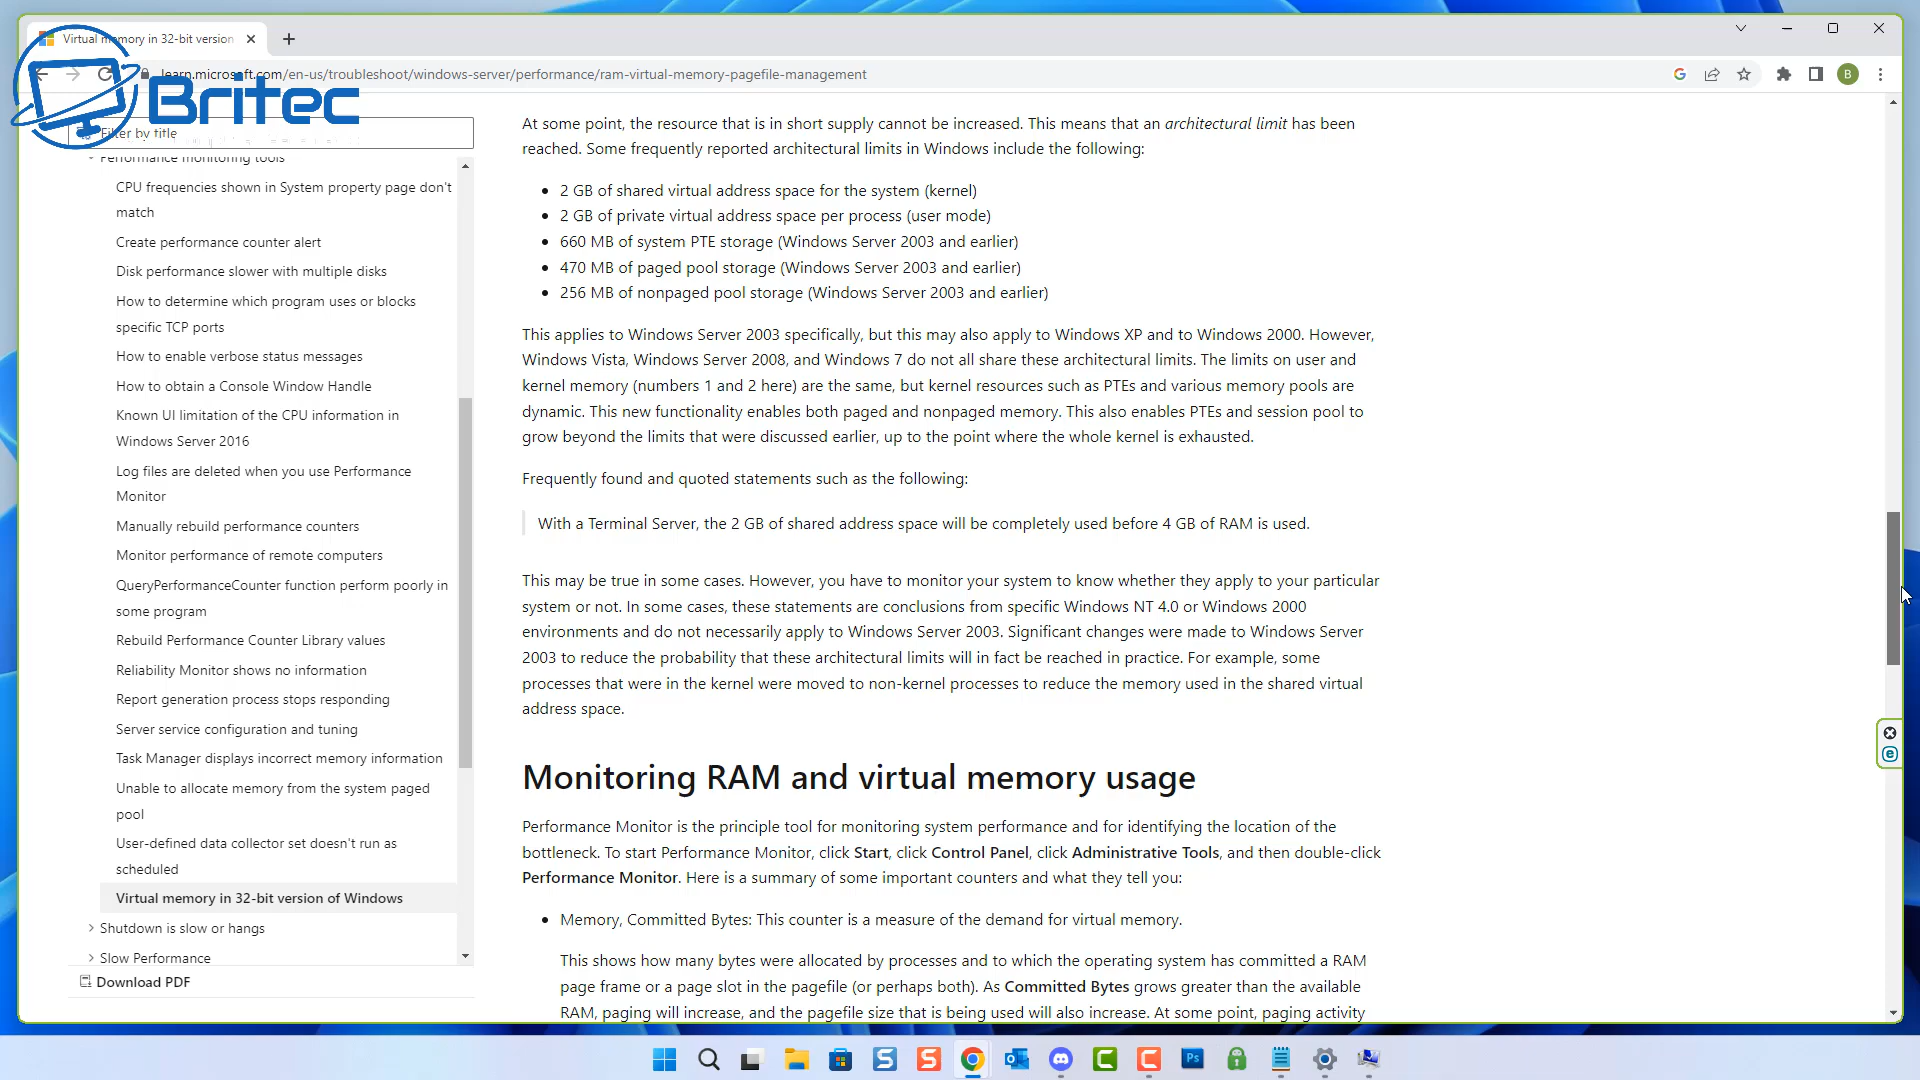 Virtual memory in 32-bit version
learn.microsoft.com/en-us/troubleshoot/windows-server/performance/ram-virtual-memory-pagefile-management
B
Britec
Filter by title
Performance monitoring tools
CPU frequencies shown in System property page don't
match
Create performance counter alert
Disk performance slower with multiple disks
How to determine which program uses or blocks
specific TCP ports
How to enable verbose status messages
How to obtain a Console Window Handle
Known UI limitation of the CPU information in
Windows Server 2016
Log files are deleted when you use Performance
Monitor
Manually rebuild performance counters
Monitor performance of remote computers
QueryPerformanceCounter function perform poorly in
some program
Rebuild Performance Counter Library values
Reliability Monitor shows no information
Report generation process stops responding
Server service configuration and tuning
Task Manager displays incorrect memory information
Unable to allocate memory from the system paged
pool
User-defined data collector set doesn't run as
scheduled
Virtual memory in 32-bit version of Windows
Shutdown is slow or hangs
Slow Performance
Download PDF
At some point, the resource that is in short supply cannot be increased. This means that an architectural limit has been
reached. Some frequently reported architectural limits in Windows include the following:
• 2 GB of shared virtual address space for the system (kernel)
• 2 GB of private virtual address space per process (user mode)
• 660 MB of system PTE storage (Windows Server 2003 and earlier)
• 470 MB of paged pool storage (Windows Server 2003 and earlier)
• 256 MB of nonpaged pool storage (Windows Server 2003 and earlier)
This applies to Windows Server 2003 specifically, but this may also apply to Windows XP and to Windows 2000. However,
Windows Vista, Windows Server 2008, and Windows 7 do not all share these architectural limits. The limits on user and
kernel memory (numbers 1 and 2 here) are the same, but kernel resources such as PTEs and various memory pools are
dynamic. This new functionality enables both paged and nonpaged memory. This also enables PTEs and session pool to
grow beyond the limits that were discussed earlier, up to the point where the whole kernel is exhausted.
Frequently found and quoted statements such as the following:
With a Terminal Server, the 2 GB of shared address space will be completely used before 4 GB of RAM is used.
This may be true in some cases. However, you have to monitor your system to know whether they apply to your particular
system or not. In some cases, these statements are conclusions from specific Windows NT 4.0 or Windows 2000
environments and do not necessarily apply to Windows Server 2003. Significant changes were made to Windows Server
2003 to reduce the probability that these architectural limits will in fact be reached in practice. For example, some
processes that were in the kernel were moved to non-kernel processes to reduce the memory used in the shared virtual
address space.
Monitoring RAM and virtual memory usage
Performance Monitor is the principle tool for monitoring system performance and for identifying the location of the
bottleneck. To start Performance Monitor, click Start, click Control Panel, click Administrative Tools, and then double-click
Performance Monitor. Here is a summary of some important counters and what they tell you:
• Memory, Committed Bytes: This counter is a measure of the demand for virtual memory.
This shows how many bytes were allocated by processes and to which the operating system has committed a RAM
page frame or a page slot in the pagefile (or perhaps both). As Committed Bytes grows greater than the available
RAM, paging will increase, and the pagefile size that is being used will also increase. At some point, paging activity
Ps